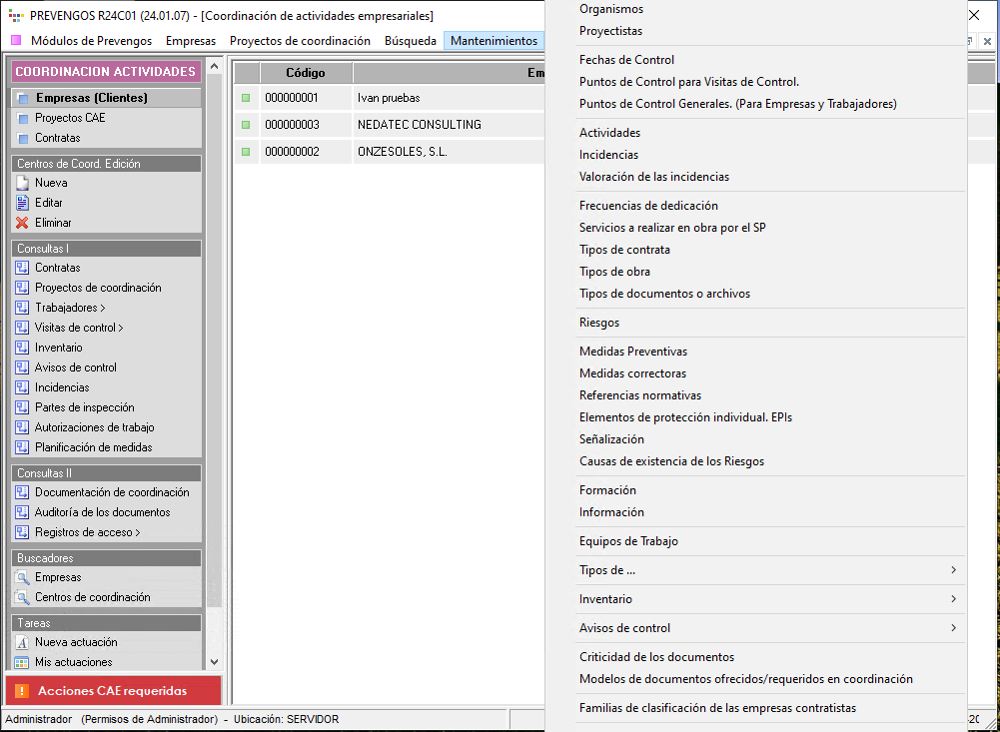 PREVENGOS R24C01 (24.01.07) - [Coordinación de actividades empresariales]
Módulos de Prevengos Empresas Proyectos de coordinación Búsqueda Mantenimientos
COORDINACION ACTIVIDADES
Empresas (Clientes)
Proyectos CAE
Contratas
Centros de Coord. Edición
Nueva
Editar
Eliminar
Consultas I
Contratas
Proyectos de coordinación
Trabajadores >
Visitas de control >
Inventario
Avisos de control
Incidencias
Partes de inspección
Autorizaciones de trabajo
Planificación de medidas
Consultas II
Documentación de coordinación
Auditoría de los documentos
Registros de acceso >
Buscadores
Empresas
Centros de coordinación
Tareas
Nueva actuación
Mis actuaciones
Acciones CAE requeridas
Código Em
000000001 Ivan pruebas
000000003 NEDATEC CONSULTING
000000002 ONZESOLES, S.L.
Organismos
Proyectistas
Fechas de Control
Puntos de Control para Visitas de Control.
Puntos de Control Generales. (Para Empresas y Trabajadores)
Actividades
Incidencias
Valoración de las incidencias
Frecuencias de dedicación
Servicios a realizar en obra por el SP
Tipos de contrata
Tipos de obra
Tipos de documentos o archivos
Riesgos
Medidas Preventivas
Medidas correctoras
Referencias normativas
Elementos de protección individual. EPIs
Señalización
Causas de existencia de los Riesgos
Formación
Información
Equipos de Trabajo
Tipos de ...
Inventario
Avisos de control
Criticidad de los documentos
Modelos de documentos ofrecidos/requeridos en coordinación
Familias de clasificación de las empresas contratistas
Administrador (Permisos de Administrador) - Ubicación: SERVIDOR